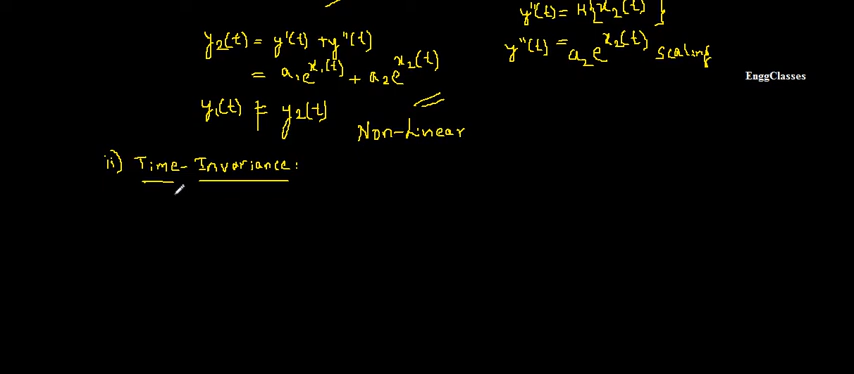 y'(t) = H{x2(t)}
y2(t) = y'(t) + y''(t)
y''(t) = a2 e^x2(t) Scaling
= a1 e^x1(t) + a2 e^x2(t)
EnggClasses
y1(t) ≠ y2(t)
Non-Linear
ii) Time-Invariance: